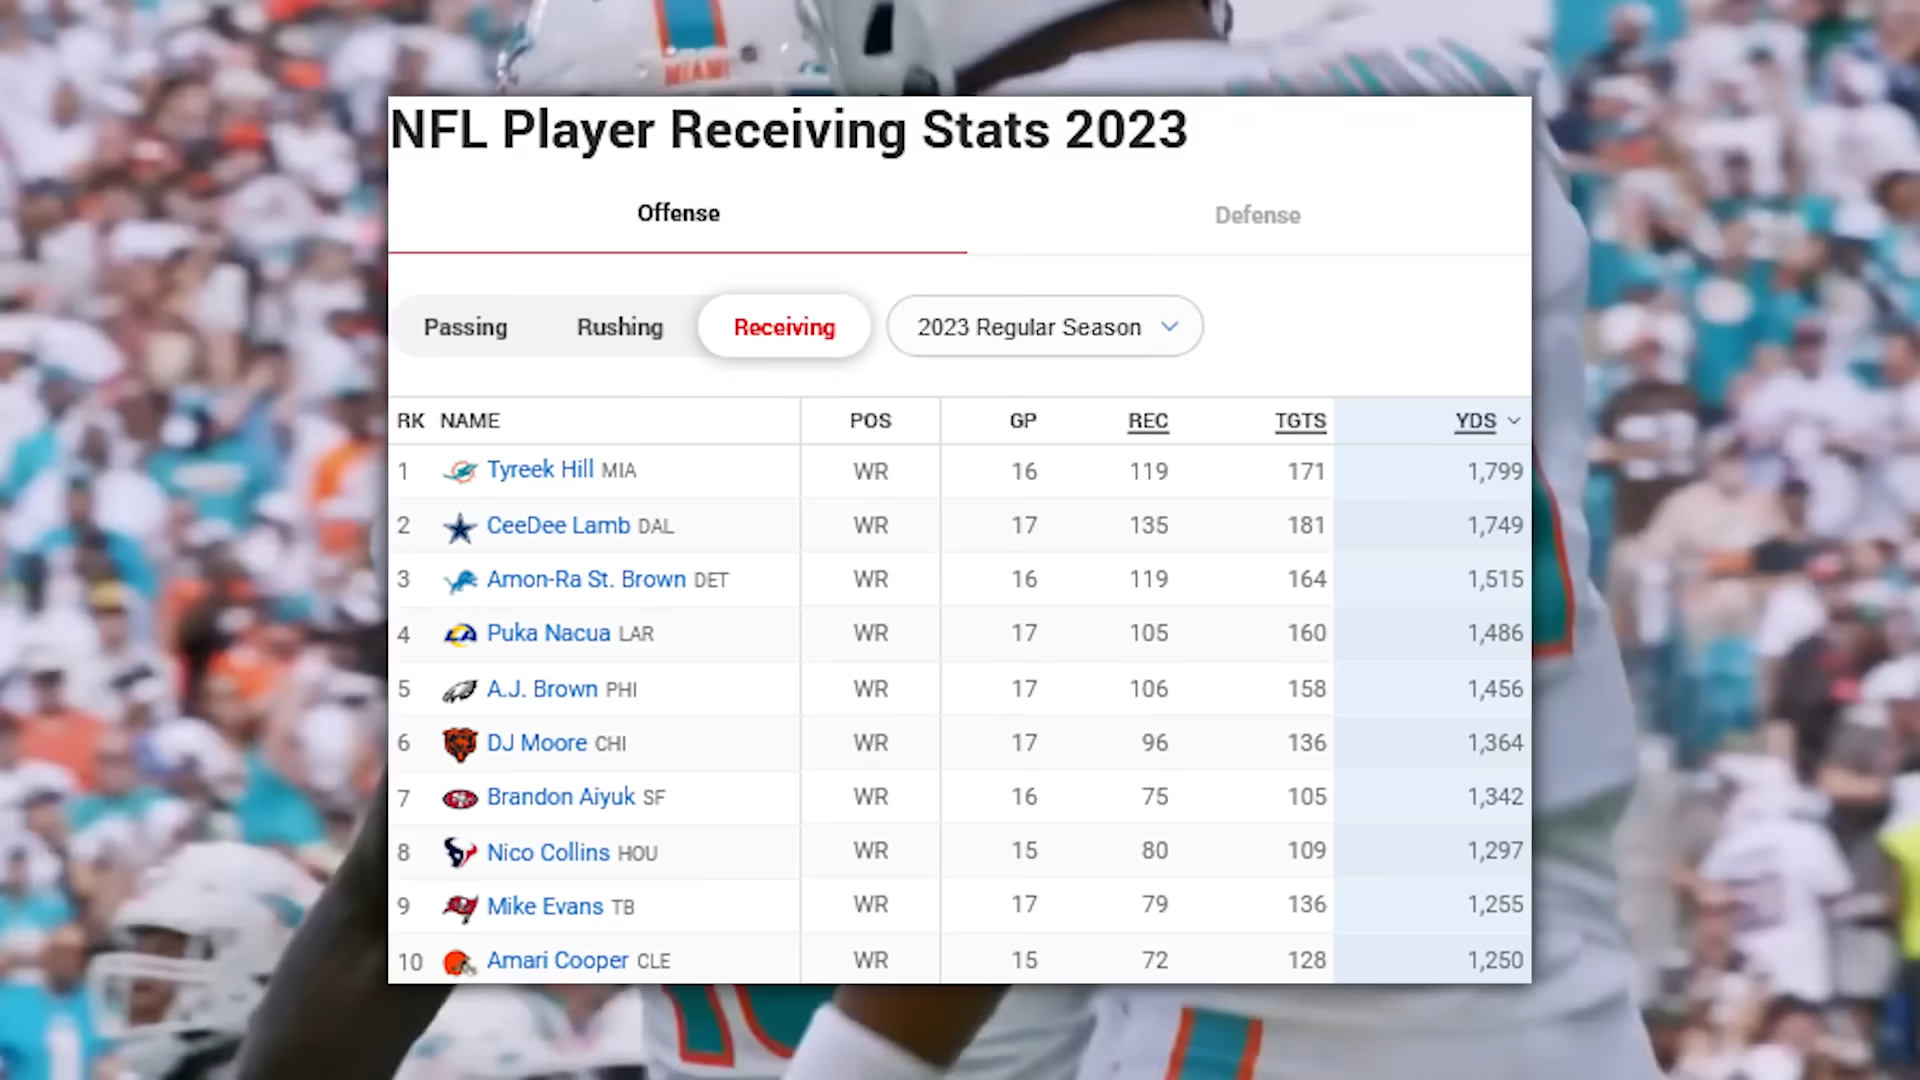 MIAMI
NFL Player Receiving Stats 2023
Offense Defense
Passing Rushing Receiving 2023 Regular Season
RK NAME POS GP REC TGTS YDS
1 Tyreek Hill MIA WR 16 119 171 1,799
2 CeeDee Lamb DAL WR 17 135 181 1,749
3 Amon-Ra St. Brown DET WR 16 119 164 1,515
4 Puka Nacua LAR WR 17 105 160 1,486
5 A.J. Brown PHI WR 17 106 158 1,456
6 DJ Moore CHI WR 17 96 136 1,364
7 Brandon Aiyuk SF WR 16 75 105 1,342
8 Nico Collins HOU WR 15 80 109 1,297
9 Mike Evans TB WR 17 79 136 1,255
10 Amari Cooper CLE WR 15 72 128 1,250